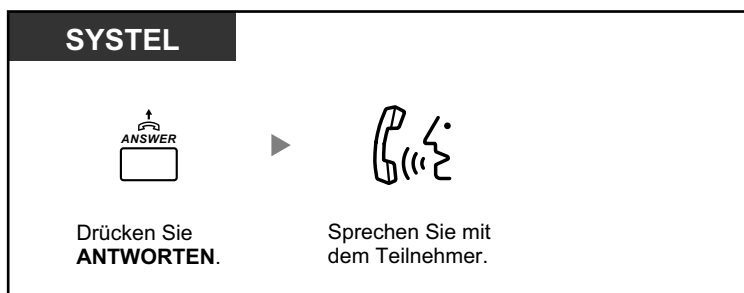 SYSTEL
ANSWER
Drücken Sie
ANTWORTEN.
Sprechen Sie mit
dem Teilnehmer.